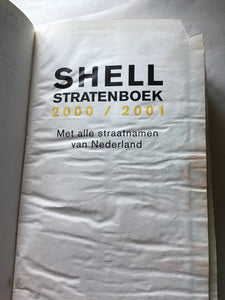 SHELL
STRATENBOEK
2000 / 2001
Met alle straatnamen
van Nederland